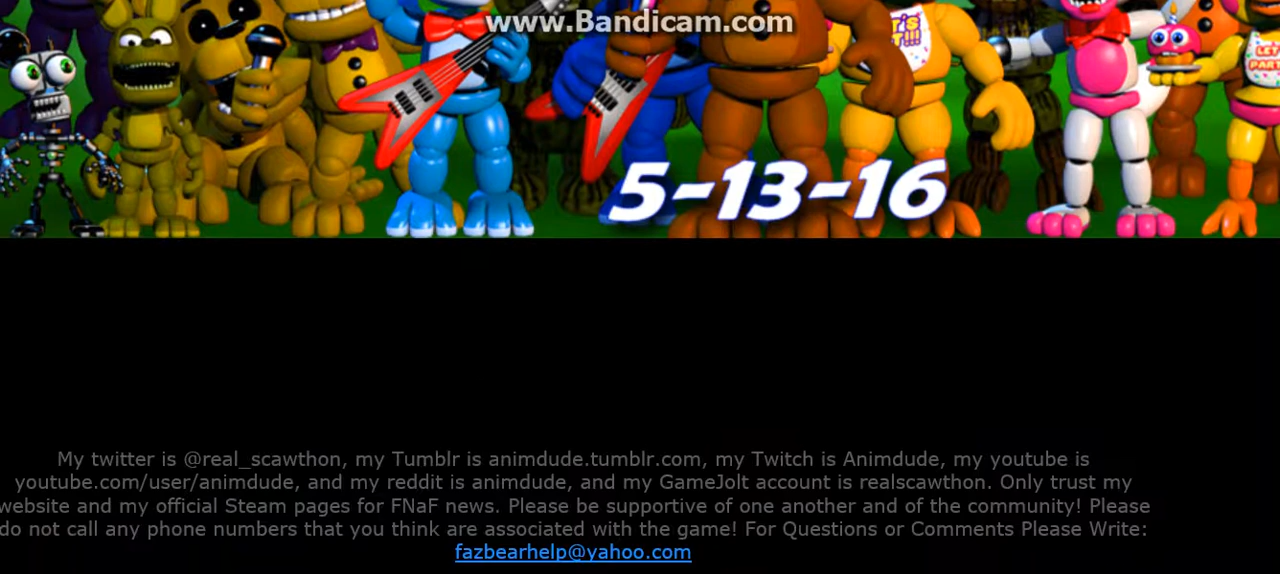 www.Bandicam.com
LET'S
PART
5-13-16
My twitter is @real_scawthon, my Tumblr is animdude.tumblr.com, my Twitch is Animdude, my youtube is
youtube.com/user/animdude, and my reddit is animdude, and my GameJolt account is realscawthon. Only trust my
website and my official Steam pages for FNaF news. Please be supportive of one another and of the community! Please
do not call any phone numbers that you think are associated with the game! For Questions or Comments Please Write:
fazbearhelp@yahoo.com